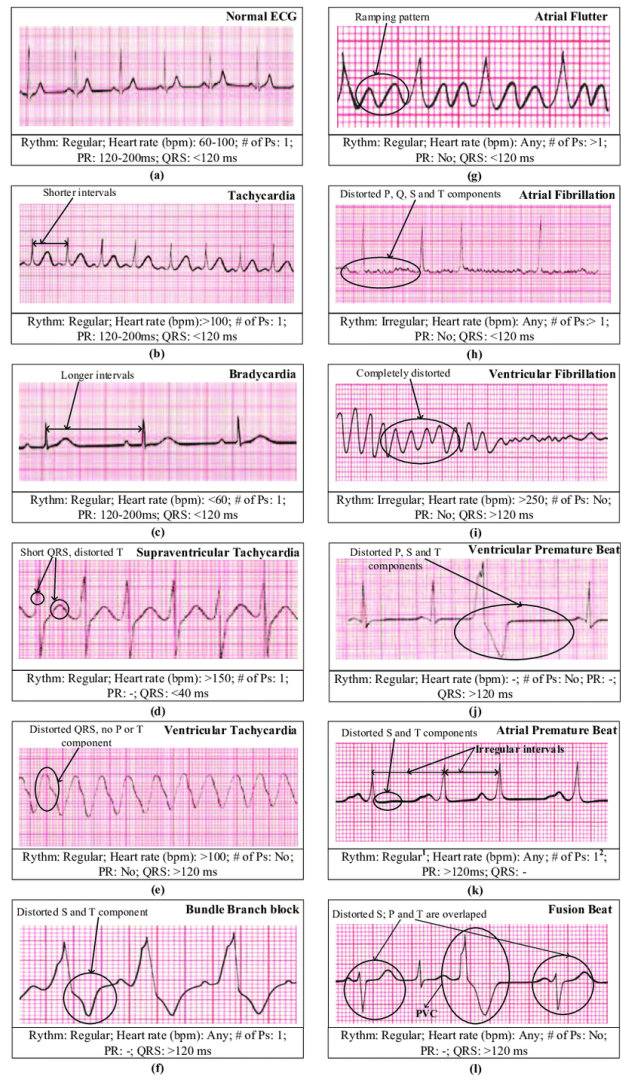 Normal ECG
Rythm: Regular; Heart rate (bpm): 60-100; # of Ps: 1;
PR: 120-200ms; QRS: <120 ms
(a)
Shorter intervals
Tachycardia
Rythm: Regular; Heart rate (bpm):>100; # of Ps: 1;
PR: 120-200ms; QRS: <120 ms
(b)
Longer intervals
Bradycardia
Rythm: Regular; Heart rate (bpm): <60; # of Ps: 1;
PR: 120-200ms; QRS: <120 ms
(c)
Short QRS, distorted T
Supraventricular Tachycardia
Rythm: Regular; Heart rate (bpm): >150; # of Ps: 1;
PR: -; QRS: <40 ms
(d)
Distorted QRS, no P or T
component
Ventricular Tachycardia
Rythm: Regular; Heart rate (bpm): >100; # of Ps: No;
PR: No; QRS: >120 ms
(e)
Distorted S and T component
Bundle Branch block
Rythm: Regular; Heart rate (bpm): Any; # of Ps: 1;
PR: -; QRS: >120 ms
(f)
Ramping pattern
Atrial Flutter
Rythm: Regular; Heart rate (bpm): Any; # of Ps: >1;
PR: No; QRS: <120 ms
(g)
Distorted P, Q, S and T components
Atrial Fibrillation
Rythm: Irregular; Heart rate (bpm): Any; # of Ps:> 1;
PR: No; QRS: <120 ms
(h)
Completely distorted
Ventricular Fibrillation
Rythm: Irregular; Heart rate (bpm): >250; # of Ps: No;
PR: No; QRS: >120 ms
(i)
Distorted P, S and T
components
Ventricular Premature Beat
Rythm: Regular; Heart rate (bpm): -; # of Ps: No; PR: -;
QRS: >120 ms
(j)
Distorted S and T components
Atrial Premature Beat
Irregular intervals
Rythm: Regular¹; Heart rate (bpm): Any; # of Ps: 1²;
PR: >120ms; QRS: -
(k)
Distorted S; P and T are overlaped
Fusion Beat
PVC
Rythm: Regular; Heart rate (bpm): Any; # of Ps: No;
PR: -; QRS: >120 ms
(l)